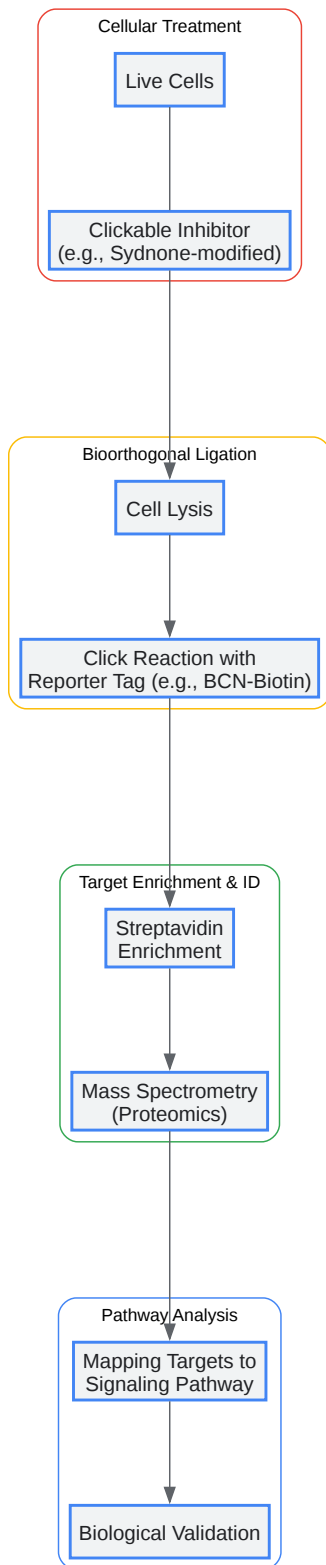 Cellular Treatment
Live Cells
Clickable Inhibitor
(e.g., Sydnone-modified)
Bioorthogonal Ligation
Cell Lysis
Click Reaction with
Reporter Tag (e.g., BCN-Biotin)
Target Enrichment & ID
Streptavidin
Enrichment
Mass Spectrometry
(Proteomics)
Pathway Analysis
Mapping Targets to
Signaling Pathway
Biological Validation